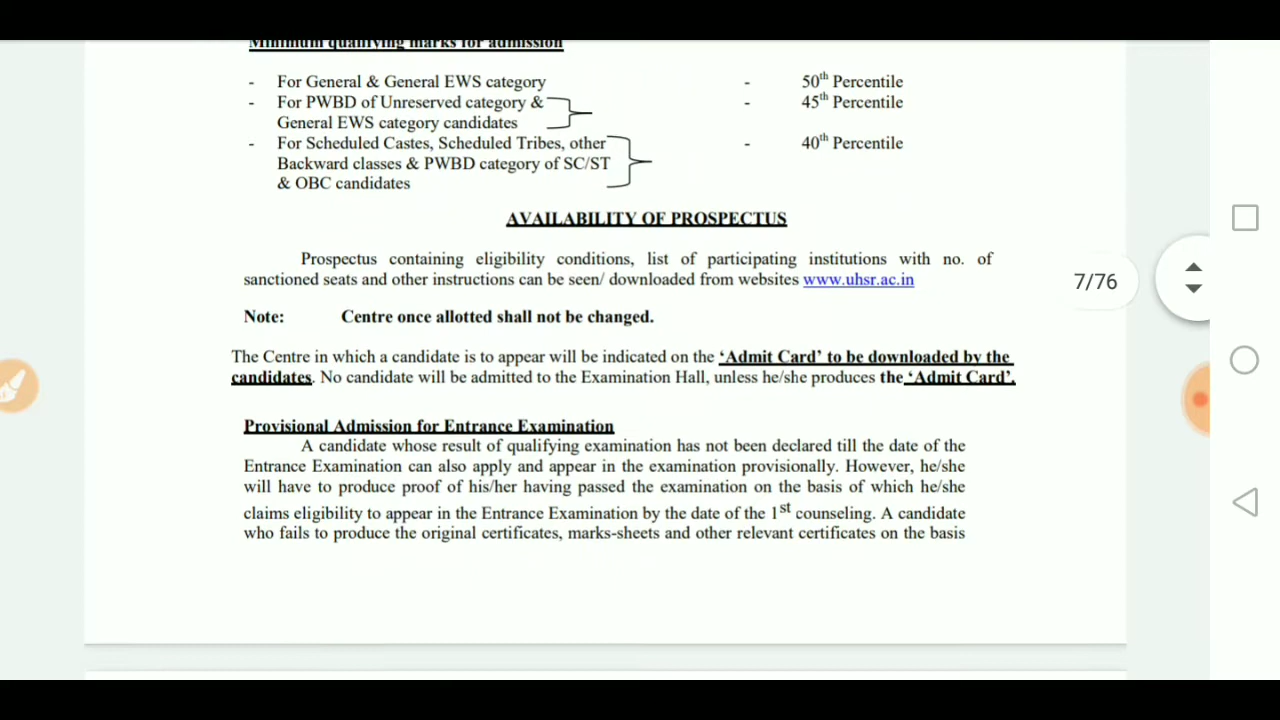 Minimum qualifying marks for admission
- For General & General EWS category - 50th Percentile
- For PWBD of Unreserved category & - 45th Percentile
General EWS category candidates
- For Scheduled Castes, Scheduled Tribes, other - 40th Percentile
Backward classes & PWBD category of SC/ST
& OBC candidates
AVAILABILITY OF PROSPECTUS
Prospectus containing eligibility conditions, list of participating institutions with no. of
sanctioned seats and other instructions can be seen/ downloaded from websites www.uhsr.ac.in
7/76
Note: Centre once allotted shall not be changed.
The Centre in which a candidate is to appear will be indicated on the ‘Admit Card’ to be downloaded by the
candidates. No candidate will be admitted to the Examination Hall, unless he/she produces the ‘Admit Card’.
Provisional Admission for Entrance Examination
A candidate whose result of qualifying examination has not been declared till the date of the
Entrance Examination can also apply and appear in the examination provisionally. However, he/she
will have to produce proof of his/her having passed the examination on the basis of which he/she
claims eligibility to appear in the Entrance Examination by the date of the 1st counseling. A candidate
who fails to produce the original certificates, marks-sheets and other relevant certificates on the basis